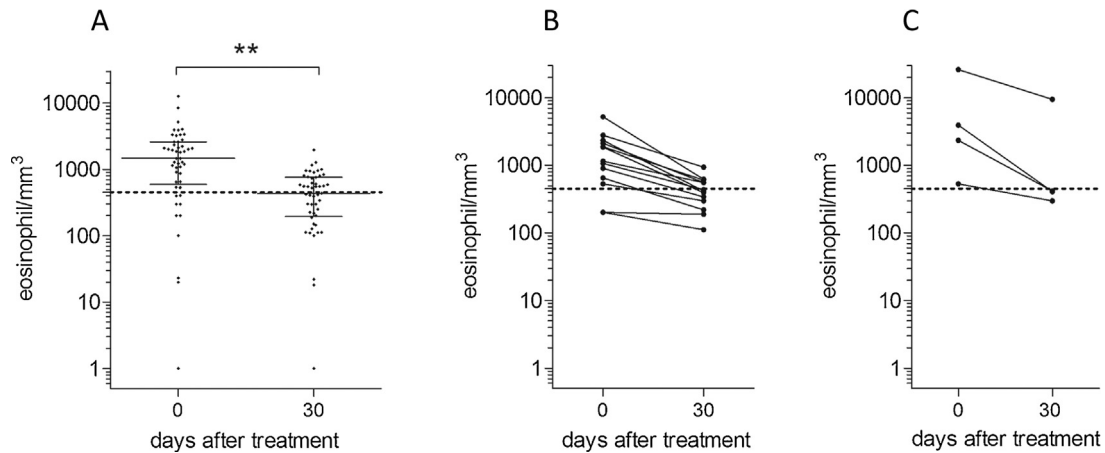 A
**
10000
1000
100
10
1
eosinophil/mm³
0 30
days after treatment
B
10000
1000
100
10
1
eosinophil/mm³
0 30
days after treatment
C
10000
1000
100
10
1
eosinophil/mm³
0 30
days after treatment